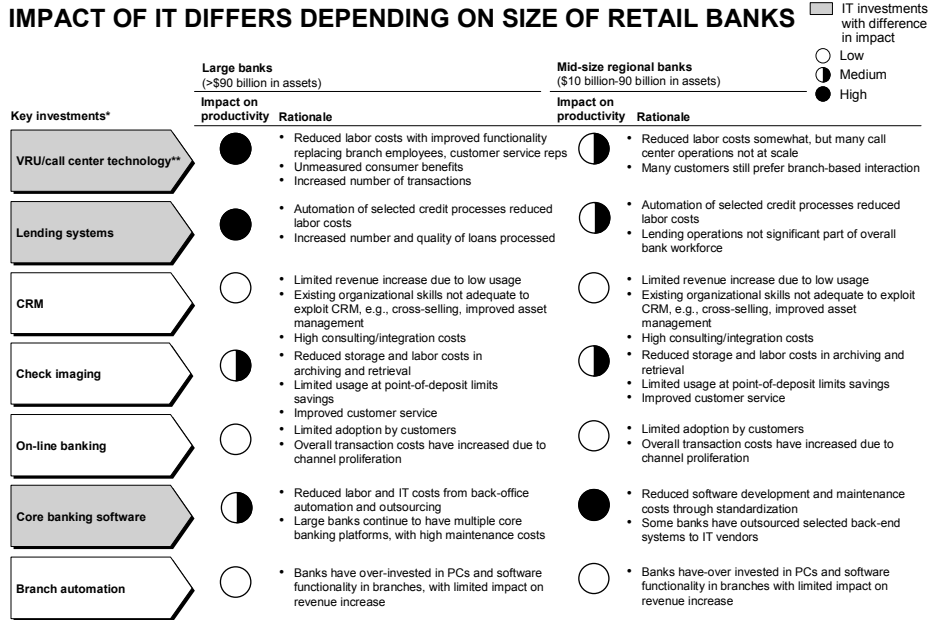 IMPACT OF IT DIFFERS DEPENDING ON SIZE OF RETAIL BANKS
IT investments
with difference
in impact
Low
Medium
High
Large banks
(>$90 billion in assets)
Mid-size regional banks
($10 billion-90 billion in assets)
Key investments*
Impact on
productivity
Rationale
Impact on
productivity
Rationale
VRU/call center technology**
• Reduced labor costs with improved functionality
replacing branch employees, customer service reps
• Unmeasured consumer benefits
• Increased number of transactions
• Reduced labor costs somewhat, but many call
center operations not at scale
• Many customers still prefer branch-based interaction
Lending systems
• Automation of selected credit processes reduced
labor costs
• Increased number and quality of loans processed
• Automation of selected credit processes reduced
labor costs
• Lending operations not significant part of overall
bank workforce
CRM
• Limited revenue increase due to low usage
• Existing organizational skills not adequate to
exploit CRM, e.g., cross-selling, improved asset
management
• High consulting/integration costs
• Limited revenue increase due to low usage
• Existing organizational skills not adequate to exploit
CRM, e.g., cross-selling, improved asset
management
• High consulting/integration costs
Check imaging
• Reduced storage and labor costs in
archiving and retrieval
• Limited usage at point-of-deposit limits
savings
• Improved customer service
• Reduced storage and labor costs in archiving and
retrieval
• Limited usage at point-of-deposit limits savings
• Improved customer service
On-line banking
• Limited adoption by customers
• Overall transaction costs have increased due to
channel proliferation
• Limited adoption by customers
• Overall transaction costs have increased due to
channel proliferation
Core banking software
• Reduced labor and IT costs from back-office
automation and outsourcing
• Large banks continue to have multiple core
banking platforms, with high maintenance costs
• Reduced software development and maintenance
costs through standardization
• Some banks have outsourced selected back-end
systems to IT vendors
Branch automation
• Banks have over-invested in PCs and software
functionality in branches, with limited impact on
revenue increase
• Banks have-over invested in PCs and software
functionality in branches with limited impact on
revenue increase